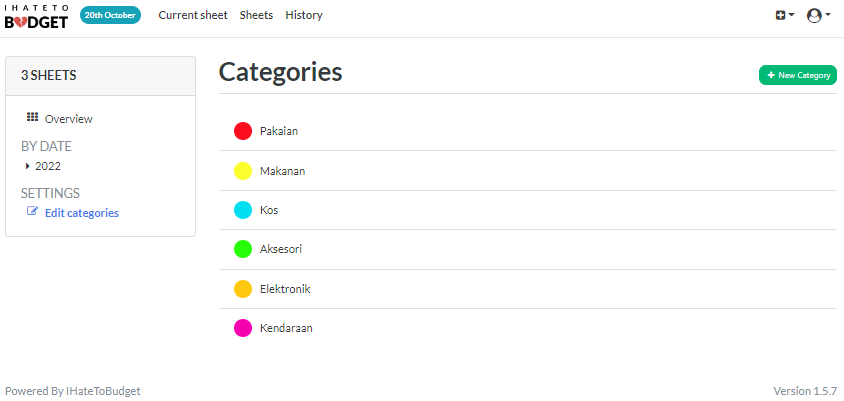 IHATETO
BUDGET
20th October
Current sheet
Sheets
History
3 SHEETS
Overview
BY DATE
2022
SETTINGS
Edit categories
Categories
New Category
Pakaian
Makanan
Kos
Aksesori
Elektronik
Kendaraan
Powered By IHateToBudget
Version 1.5.7